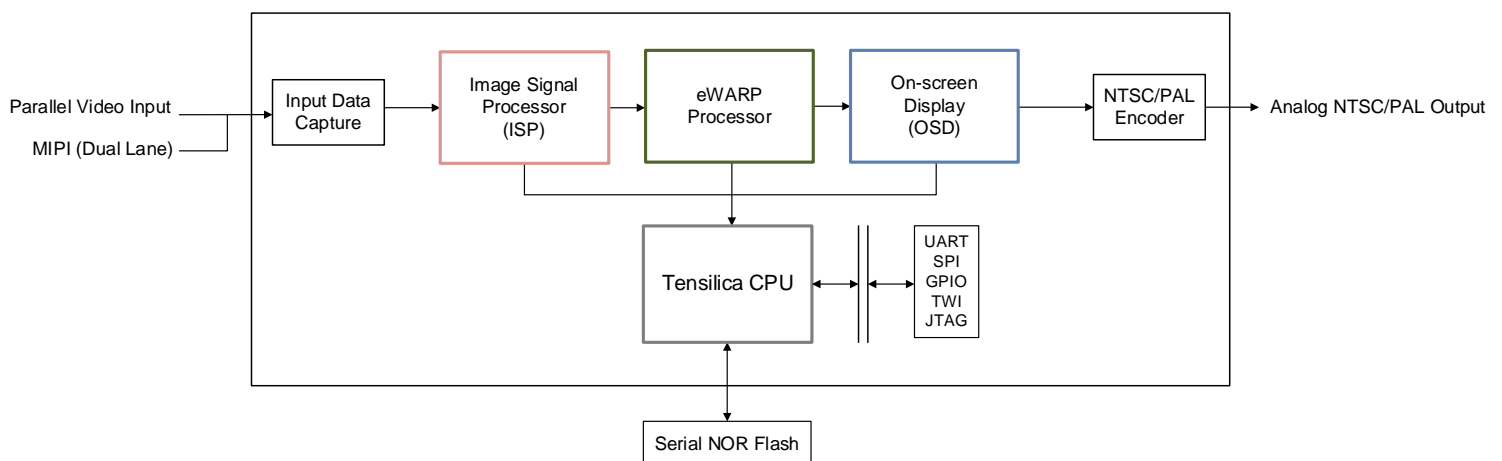 Parallel Video Input
MIPI (Dual Lane)
Input Data
Capture
Image Signal
Processor
(ISP)
eWARP
Processor
On-screen
Display
(OSD)
NTSC/PAL
Encoder
Analog NTSC/PAL Output
Tensilica CPU
UART
SPI
GPIO
TWI
JTAG
Serial NOR Flash